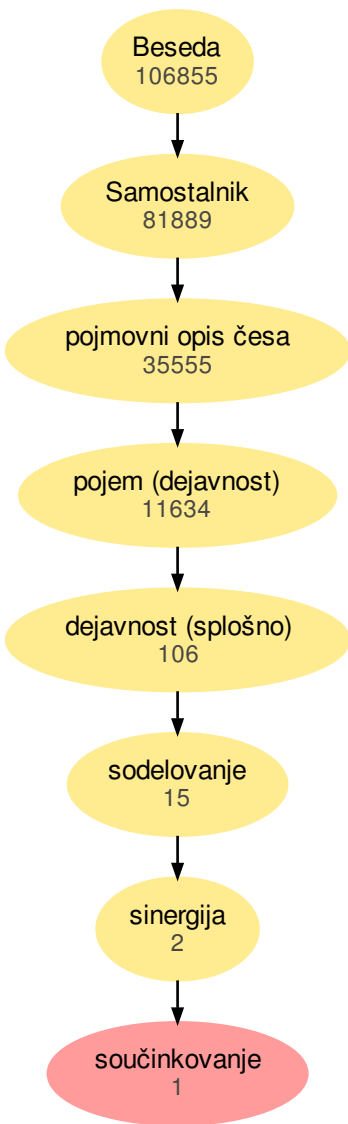 Beseda
106855
Samostalnik
81889
pojmovni opis česa
35555
pojem (dejavnost)
11634
dejavnost (splošno)
106
sodelovanje
15
sinergija
2
součinkovanje
1